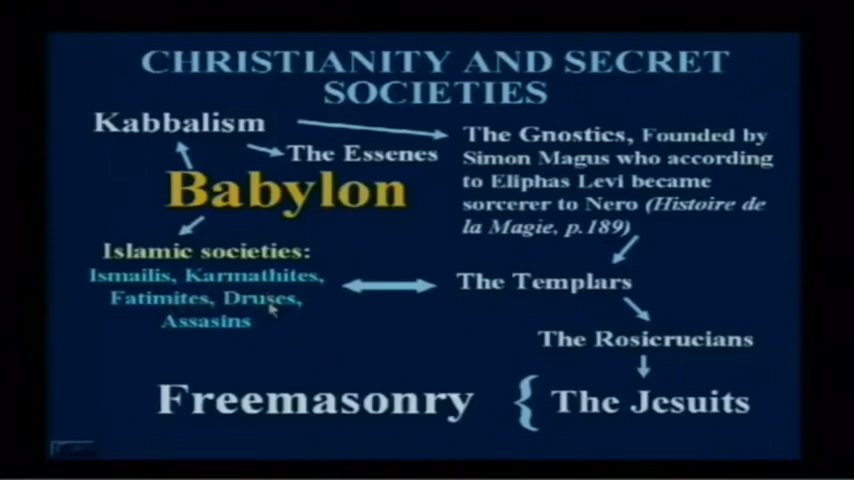 CHRISTIANITY AND SECRET
SOCIETIES
Kabbalism
The Essenes
Babylon
The Gnostics, Founded by
Simon Magus who according
to Eliphas Levi became
sorcerer to Nero (Histoire de
la Magie, p.189)
Islamic societies:
Ismailis, Karmathites,
Fatimites, Druses,
Assasins
The Templars
The Rosicrucians
Freemasonry { The Jesuits